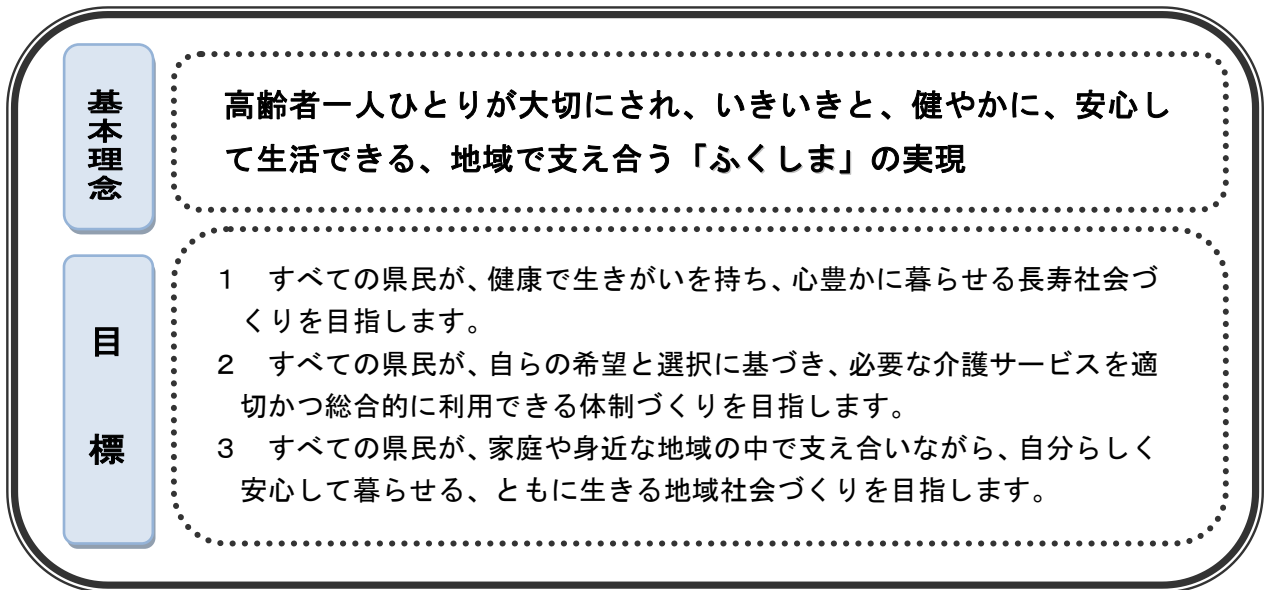 基本理念
高齢者一人ひとりが大切にされ、いきいきと、健やかに、安心し
て生活できる、地域で支え合う「ふくしま」の実現
目標
1　すべての県民が、健康で生きがいを持ち、心豊かに暮らせる長寿社会づ
くりを目指します。
2　すべての県民が、自らの希望と選択に基づき、必要な介護サービスを適
切かつ総合的に利用できる体制づくりを目指します。
3　すべての県民が、家庭や身近な地域の中で支え合いながら、自分らしく
安心して暮らせる、ともに生きる地域社会づくりを目指します。